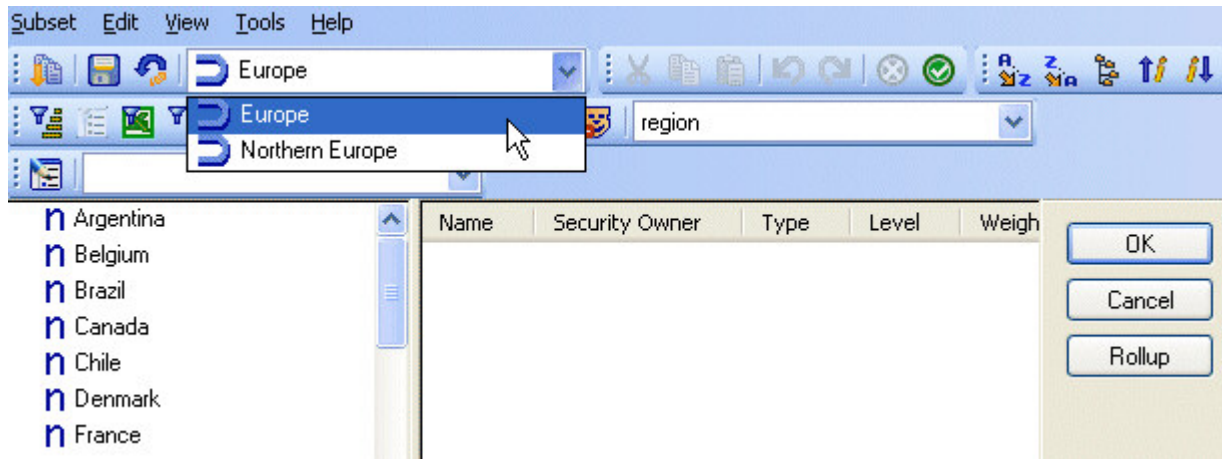 Subset Edit View Tools Help
Europe
Europe
region
Northern Europe
Name Security Owner Type Level Weigh
Argentina
Belgium
Brazil
Canada
Chile
Denmark
France
OK
Cancel
Rollup